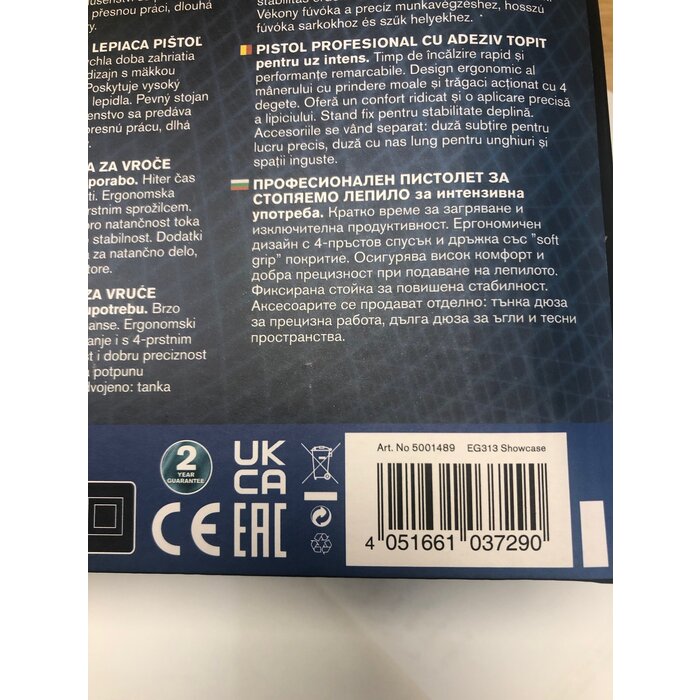 přesnou práci, dlouhá
LEPIACA PIŠTOĽ
ychla doba zahriatia
dizajn s mäkkou
Poskytuje vysoký
lepidla. Pevný stojan
enstvo sa predáva
presnú prácu, dlhá
A ZA VROČE
uporabo. Hiter čas
ti. Ergonomska
rstnim sprožilcem.
oro natančnost toka
stabilnost. Dodatki
a za natančno delo,
tore.
ZA VRUĆE
upotrebu. Brzo
anse. Ergonomski
anje i s 4-prstnim
t i dobru preciznost
a potpunu
dvojeno: tanka
Vékony fúvóka a precíz munkavégzéshez, hosszú
fúvóka sarkokhoz és szűk helyekhez.
PISTOL PROFESIONAL CU ADEZIV TOPIT
pentru uz intens. Timp de încălzire rapid și
performanțe remarcabile. Design ergonomic al
mânerului cu prindere moale și trăgaci acționat cu 4
degete. Oferă un confort ridicat și o aplicare precisă
a lipiciului. Stand fix pentru stabilitate deplină.
Accesoriile se vând separat: duză subțire pentru
lucru precis, duză cu nas lung pentru unghiuri și
spații inguste.
ПРОФЕСИОНАЛЕН ПИСТОЛЕТ ЗА
СТОПЯЕМО ЛЕПИЛО за интензивна
употреба. Кратко време за загряване и
изключителна продуктивност. Ергономичен
дизайн с 4-пръстов спусък и дръжка със "soft
grip" покритие. Осигурява висок комфорт и
добра прецизност при подаване на лепилото.
Фиксирана стойка за повишена стабилност.
Аксесоарите се продават отделно: тънка дюза
за прецизна работа, дълга дюза за ъгли и тесни
пространства.
2
YEAR
GUARANTEE
UK
CA
CE
EAC
Art. No 5001489 EG313 Showcase
4 051661 037290